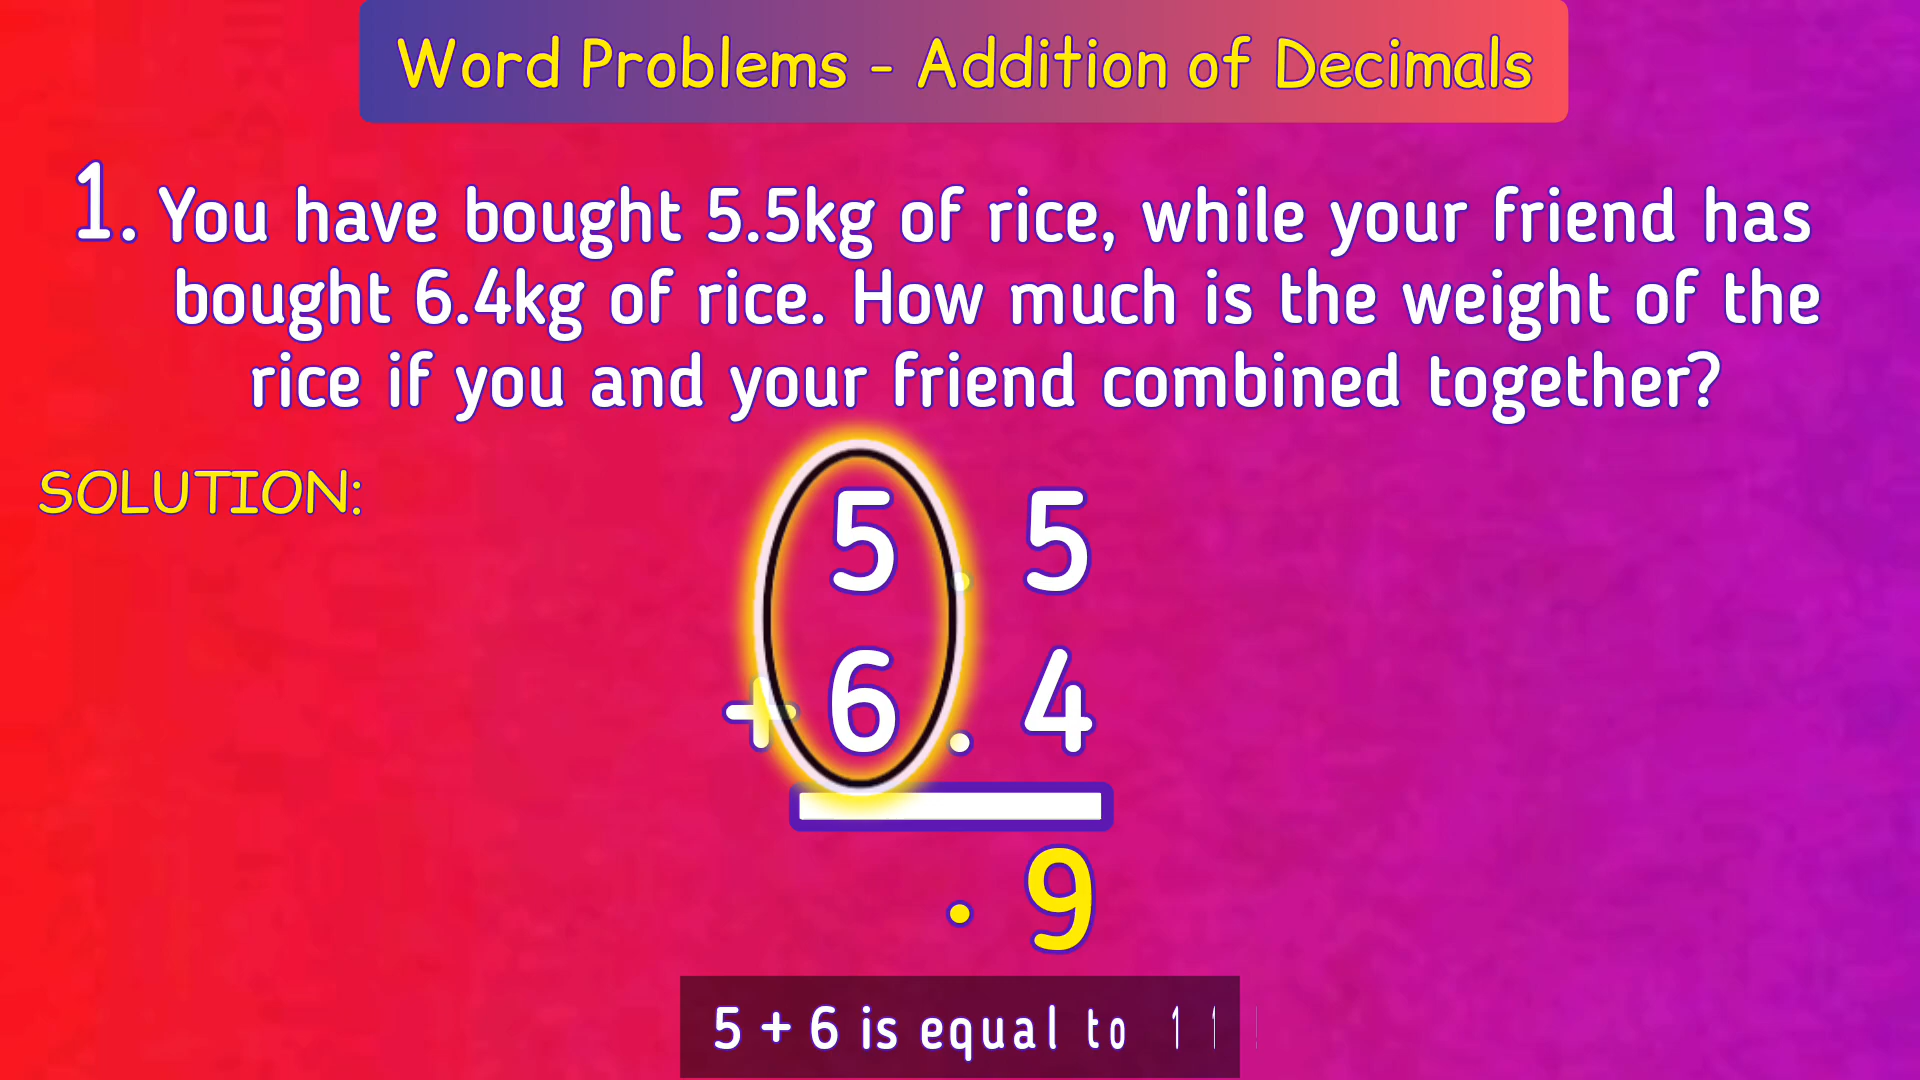 Word Problems - Addition of Decimals
1. You have bought 5.5kg of rice, while your friend has
bought 6.4kg of rice. How much is the weight of the
rice if you and your friend combined together?
SOLUTION:
5 . 5
+ 6 . 4
. 9
5 + 6 is equal to 11